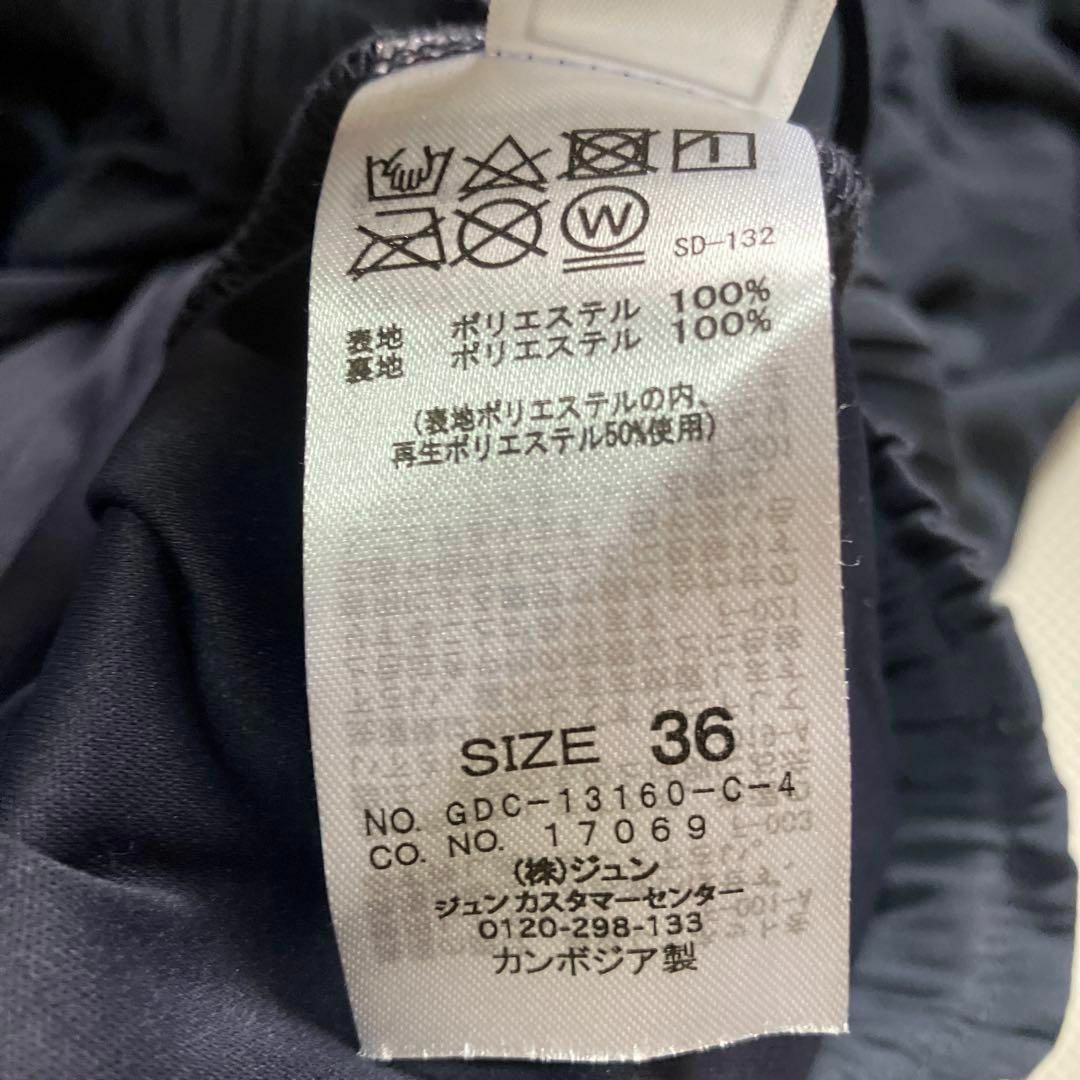 W
SD-132
表地 ポリエステル 100%
裏地 ポリエステル 100%
(表地ポリエステルの内、
再生ポリエステル50%使用)
SIZE 36
NO. GDC-13160-C-4
CO. NO. 17069
(株)ジュン
ジュンカスタマーセンター
0120-298-133
カンボジア製